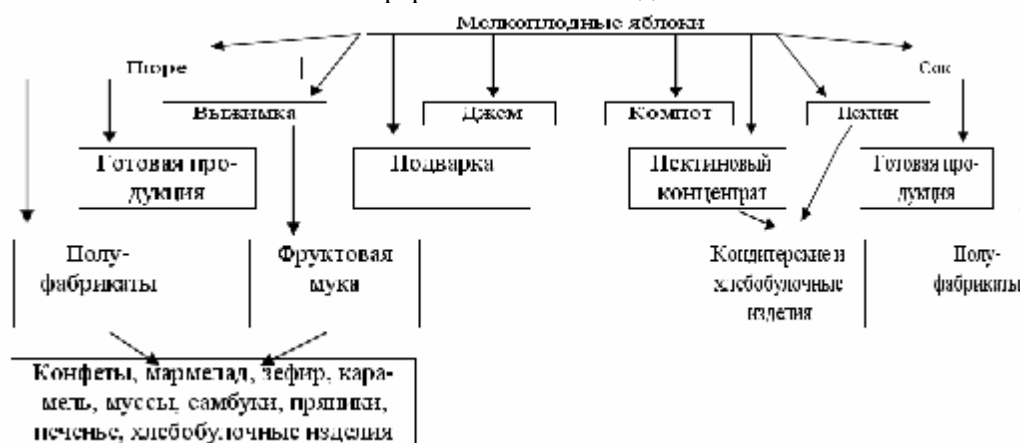 Мелкоплодные яблоки
Пюре
Сок
Выжимка
Джем
Компот
Пектин
Готовая про-
дукция
Подварка
Пектиновый
концентрат
Готовая про-
дукция
Полу-
фабрикаты
Фруктовая
мука
Кондитерские и
хлебобулочные
изделия
Полу-
фабрикаты
Конфеты, мармелад, зефир, кара-
мель, муссы, самбуки, пряники,
печенье, хлебобулочные изделия